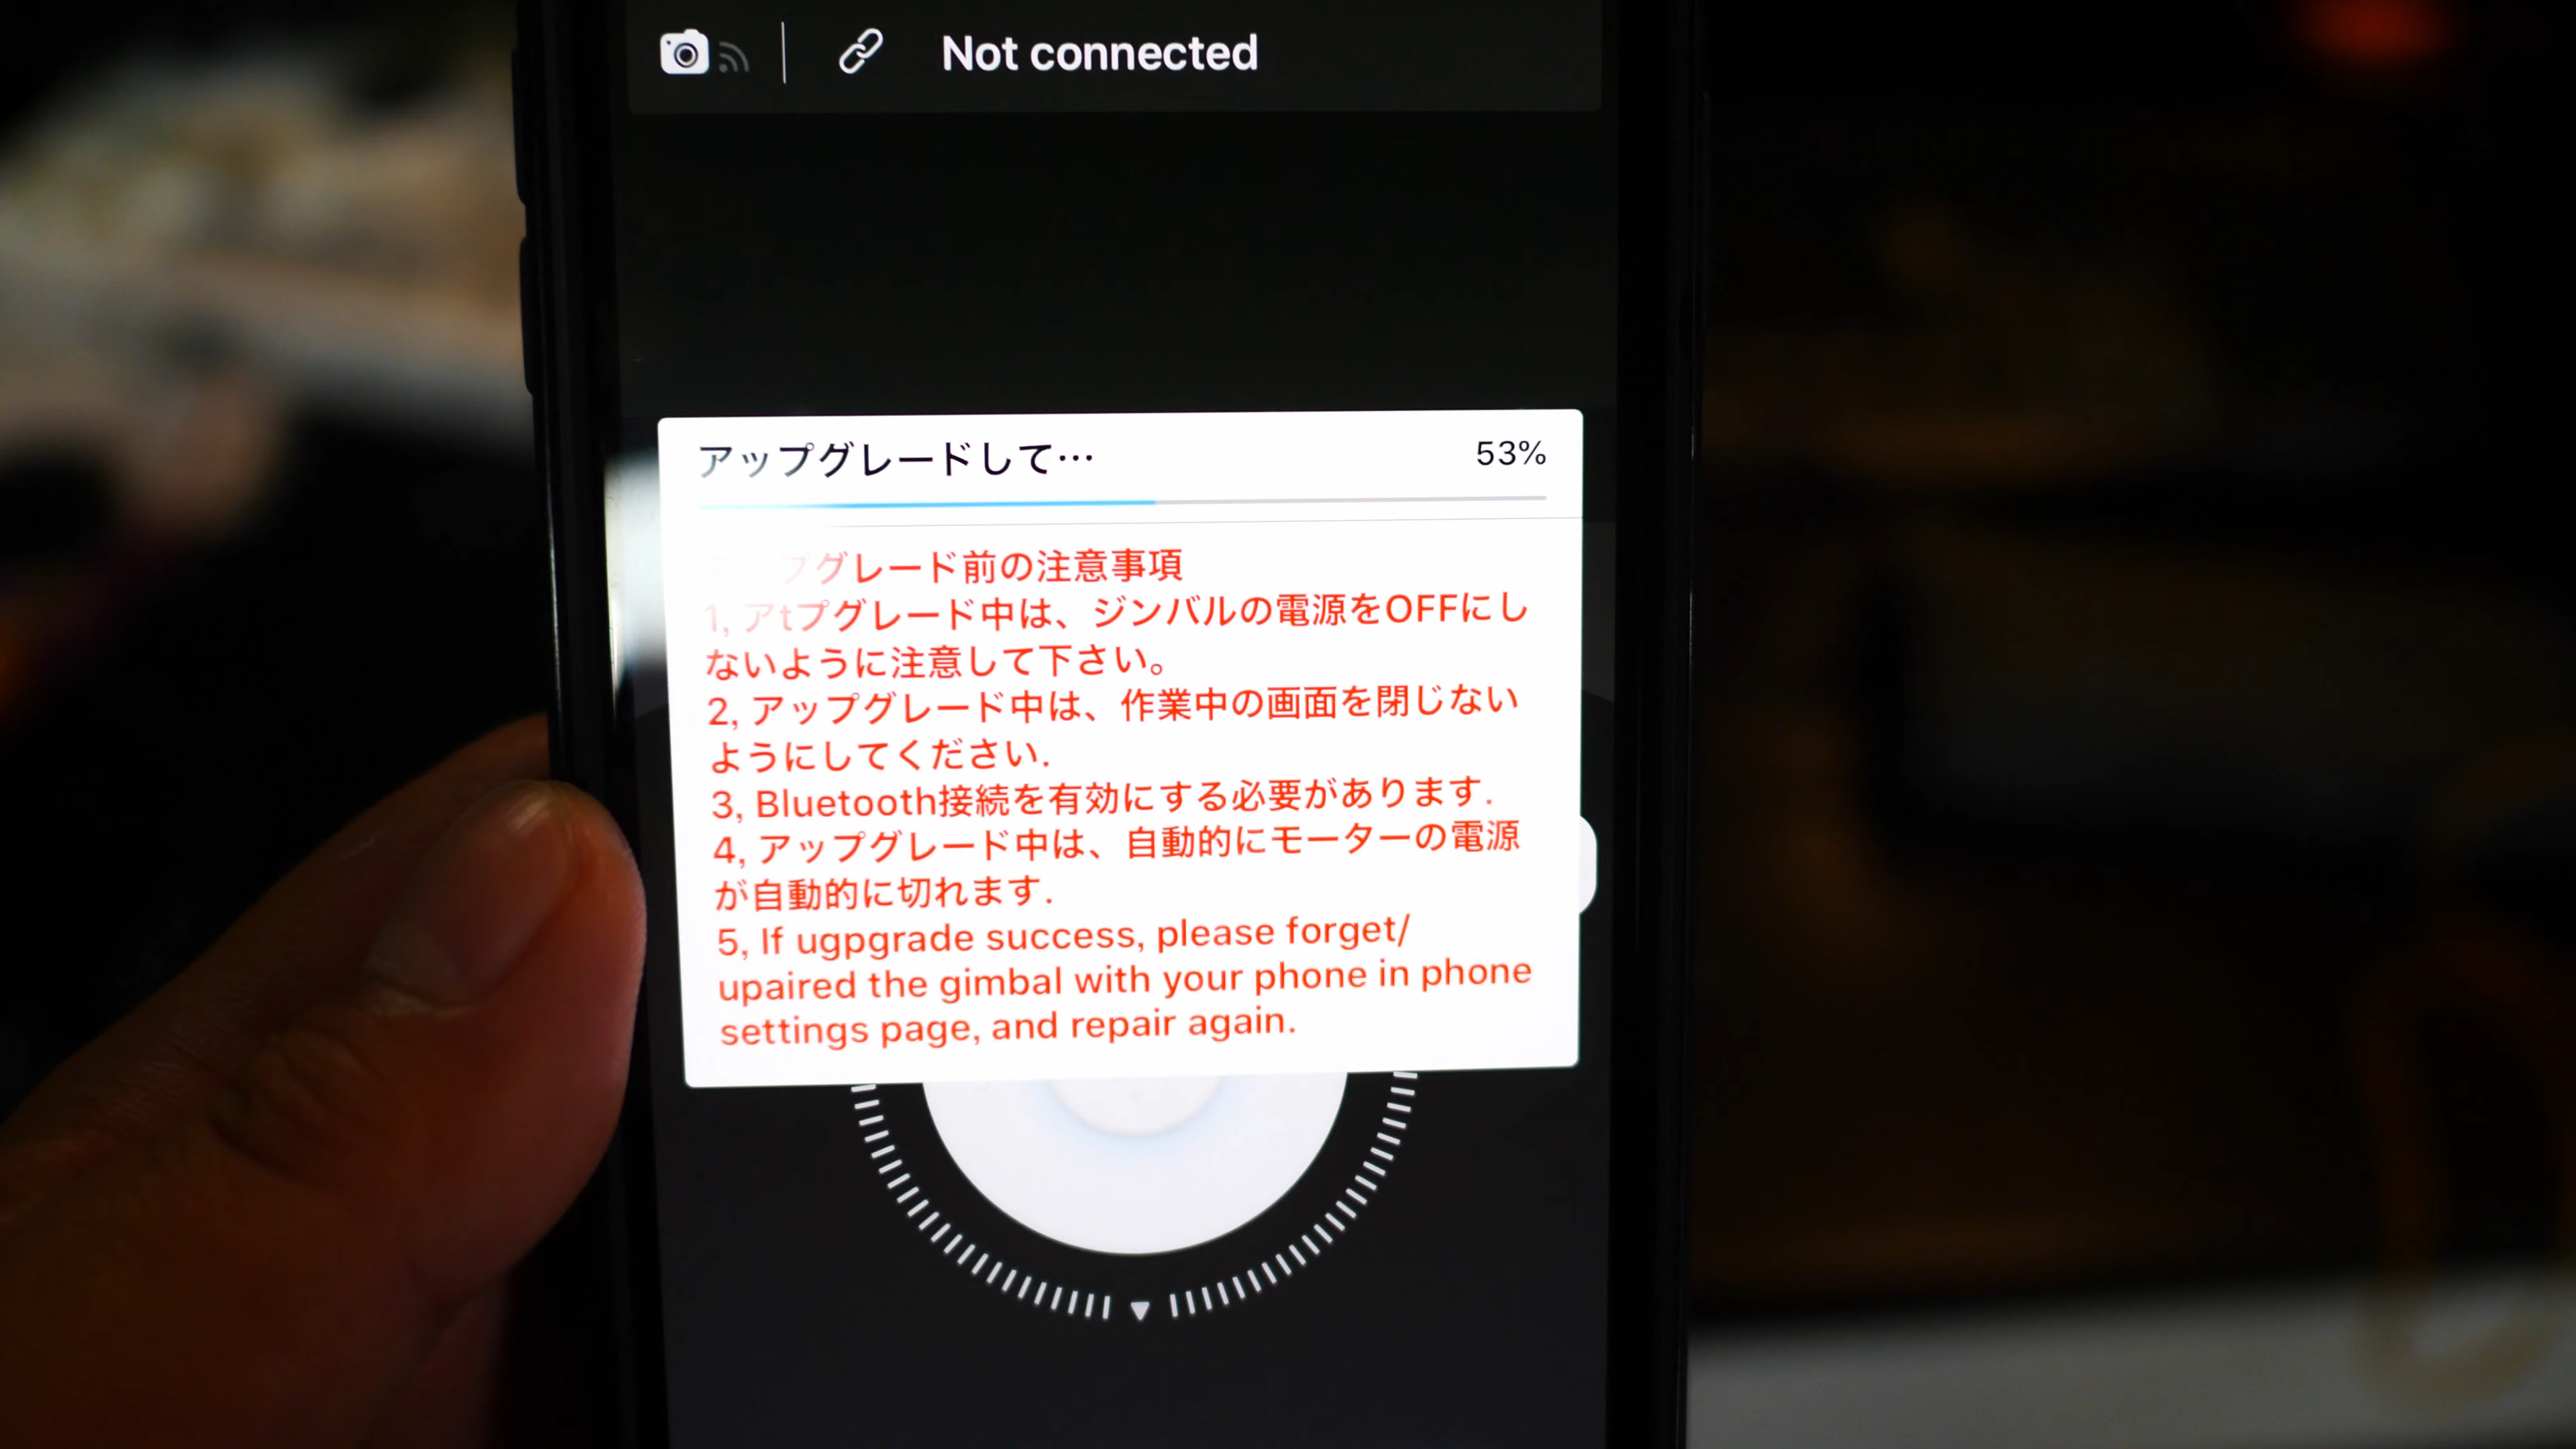 Not connected
アップグレードして… 53%
アップグレード前の注意事項
1, アtプグレード中は、ジンバルの電源をOFFにし
ないように注意して下さい。
2, アップグレード中は、作業中の画面を閉じない
ようにしてください.
3, Bluetooth接続を有効にする必要があります.
4, アップグレード中は、自動的にモーターの電源
が自動的に切れます.
5, If ugpgrade success, please forget/
upaired the gimbal with your phone in phone
settings page, and repair again.